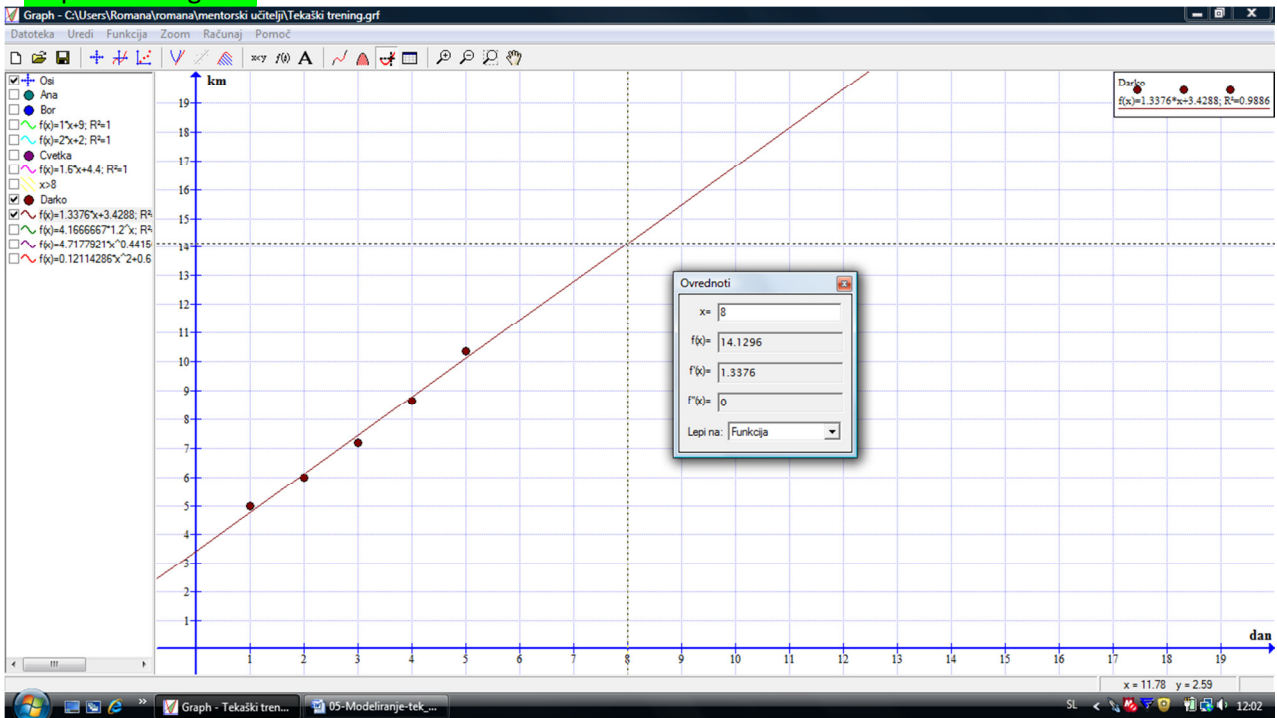 Graph - C:\Users\Romana\romana\mentorski učitelji\Tekaški trening.grf
Datoteka Uredi Funkcija Zoom Računaj Pomoč
Osi
Ana
Bor
f(x)=1*x+9; R²=1
f(x)=2*x+2; R²=1
Cvetka
f(x)=1.6*x+4.4; R²=1
x>8
Darko
f(x)=1.3376*x+3.4288; R²
f(x)=4.1666667*1.2^x; R²
f(x)=4.7177921*x^0.4415
f(x)=0.12114286*x^2+0.6
km
19
18
17
16
15
14
13
12
11
10
9
8
7
6
5
4
3
2
1
1 2 3 4 5 6 7 8 9 10 11 12 13 14 15 16 17 18 19
dan
Darko
f(x)=1.3376*x+3.4288; R²=0.9886
Ovrednoti
x= 8
f(x)= 14.1296
f'(x)= 1.3376
f''(x)= 0
Lepi na: Funkcija
x = 11.78 y = 2.59
Graph - Tekaški tren...
05-Modeliranje-tek_...
SL
12:02